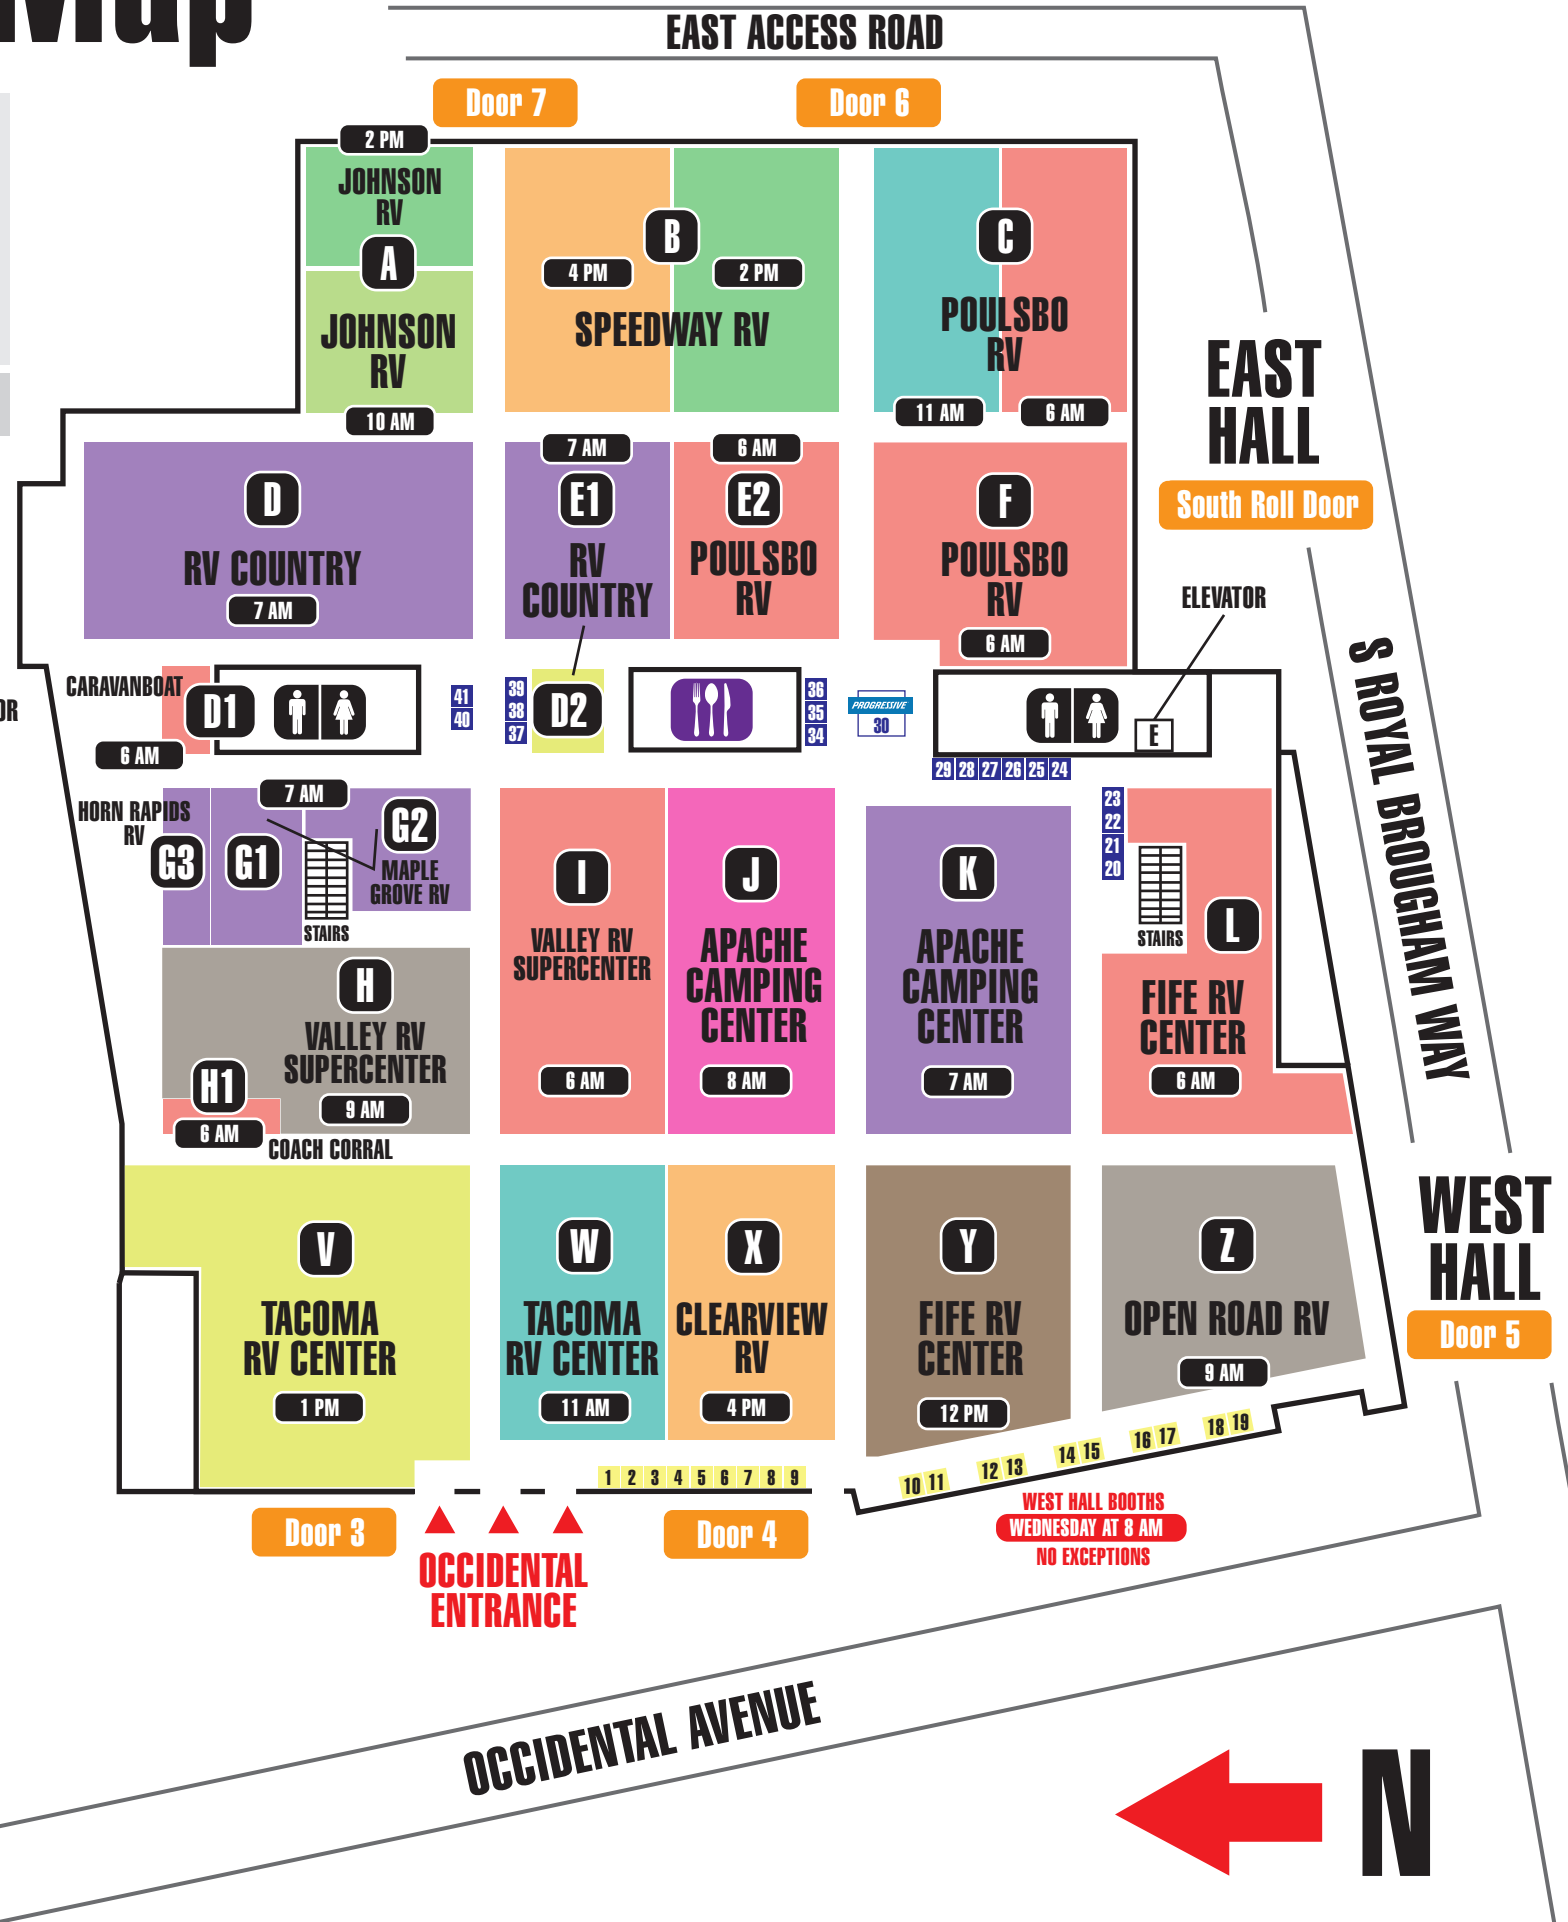 Map
EAST ACCESS ROAD
Door 7
Door 6
2 PM
JOHNSON
RV
A
JOHNSON
RV
10 AM
B
4 PM
2 PM
SPEEDWAY RV
C
POULSBO
RV
11 AM
6 AM
EAST
HALL
South Roll Door
D
RV COUNTRY
7 AM
7 AM
E1
RV
COUNTRY
6 AM
E2
POULSBO
RV
F
POULSBO
RV
6 AM
ELEVATOR
E
S ROYAL BROUGHAM WAY
OR
CARAVANBOAT
D1
6 AM
41
40
39
38
37
D2
36
35
34
PROGRESSIVE
30
29 28 27 26 25 24
23
22
21
20
HORN RAPIDS
RV
G3
7 AM
G1
G2
MAPLE
GROVE RV
STAIRS
H
VALLEY RV
SUPERCENTER
9 AM
H1
6 AM
COACH CORRAL
I
VALLEY RV
SUPERCENTER
6 AM
J
APACHE
CAMPING
CENTER
8 AM
K
APACHE
CAMPING
CENTER
7 AM
STAIRS
L
FIFE RV
CENTER
6 AM
WEST
HALL
Door 5
V
TACOMA
RV CENTER
1 PM
W
TACOMA
RV CENTER
11 AM
X
CLEARVIEW
RV
4 PM
Y
FIFE RV
CENTER
12 PM
Z
OPEN ROAD RV
9 AM
1 2 3 4 5 6 7 8 9
10 11
12 13
14 15
16 17
18 19
WEST HALL BOOTHS
WEDNESDAY AT 8 AM
NO EXCEPTIONS
Door 3
Door 4
OCCIDENTAL
ENTRANCE
OCCIDENTAL AVENUE
N